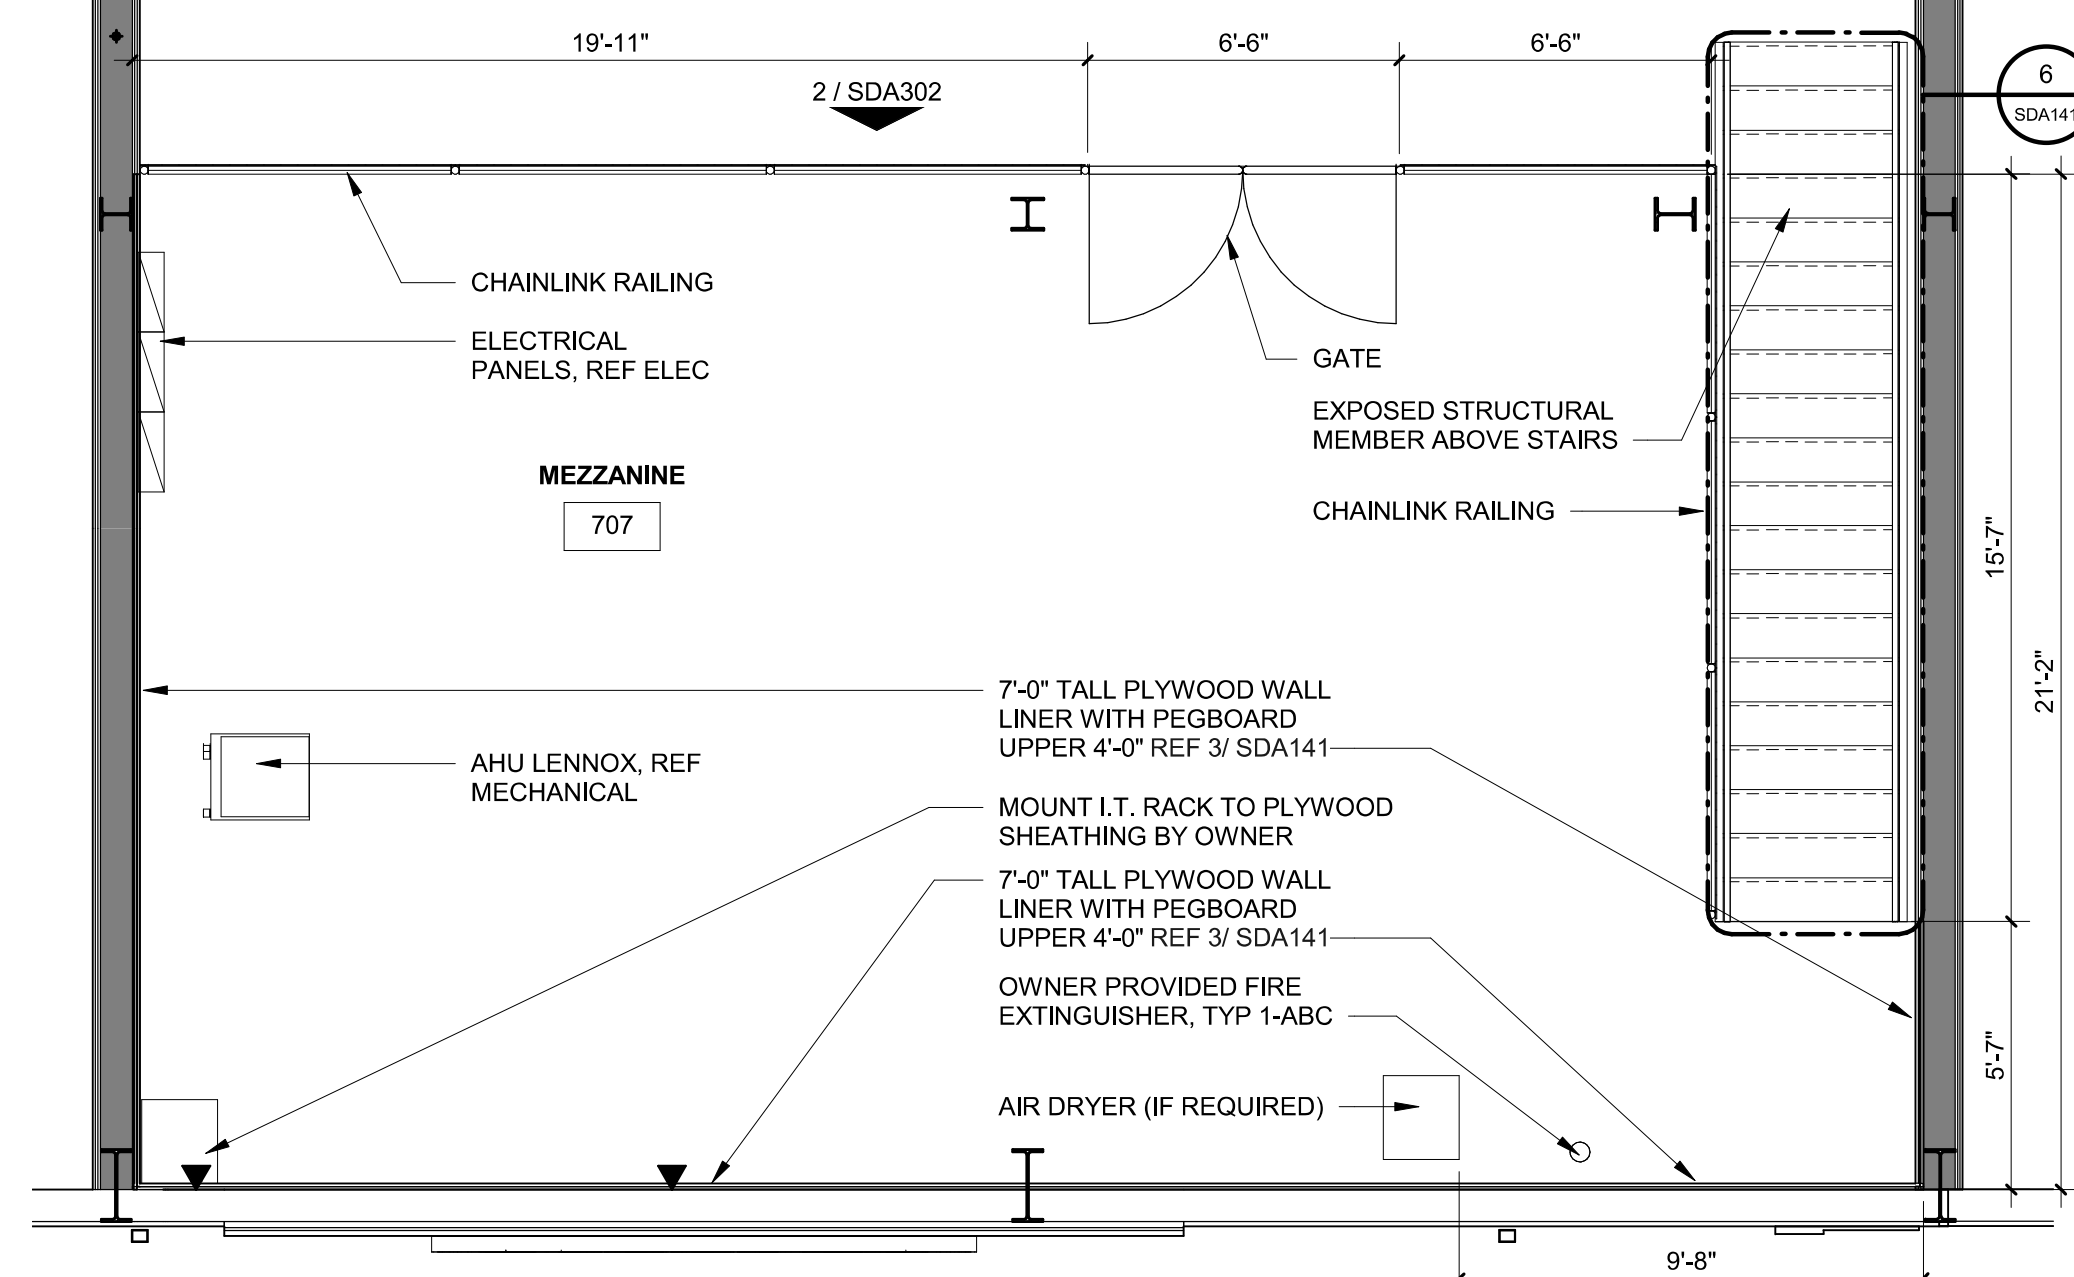 19'-11"
6'-6"
6'-6"
2 / SDA302
6
SDA141
CHAINLINK RAILING
ELECTRICAL
PANELS, REF ELEC
GATE
EXPOSED STRUCTURAL
MEMBER ABOVE STAIRS
MEZZANINE
707
CHAINLINK RAILING
15'-7"
21'-2"
7'-0" TALL PLYWOOD WALL
LINER WITH PEGBOARD
UPPER 4'-0" REF 3/ SDA141
AHU LENNOX, REF
MECHANICAL
MOUNT I.T. RACK TO PLYWOOD
SHEATHING BY OWNER
7'-0" TALL PLYWOOD WALL
LINER WITH PEGBOARD
UPPER 4'-0" REF 3/ SDA141
OWNER PROVIDED FIRE
EXTINGUISHER, TYP 1-ABC
5'-7"
AIR DRYER (IF REQUIRED)
9'-8"